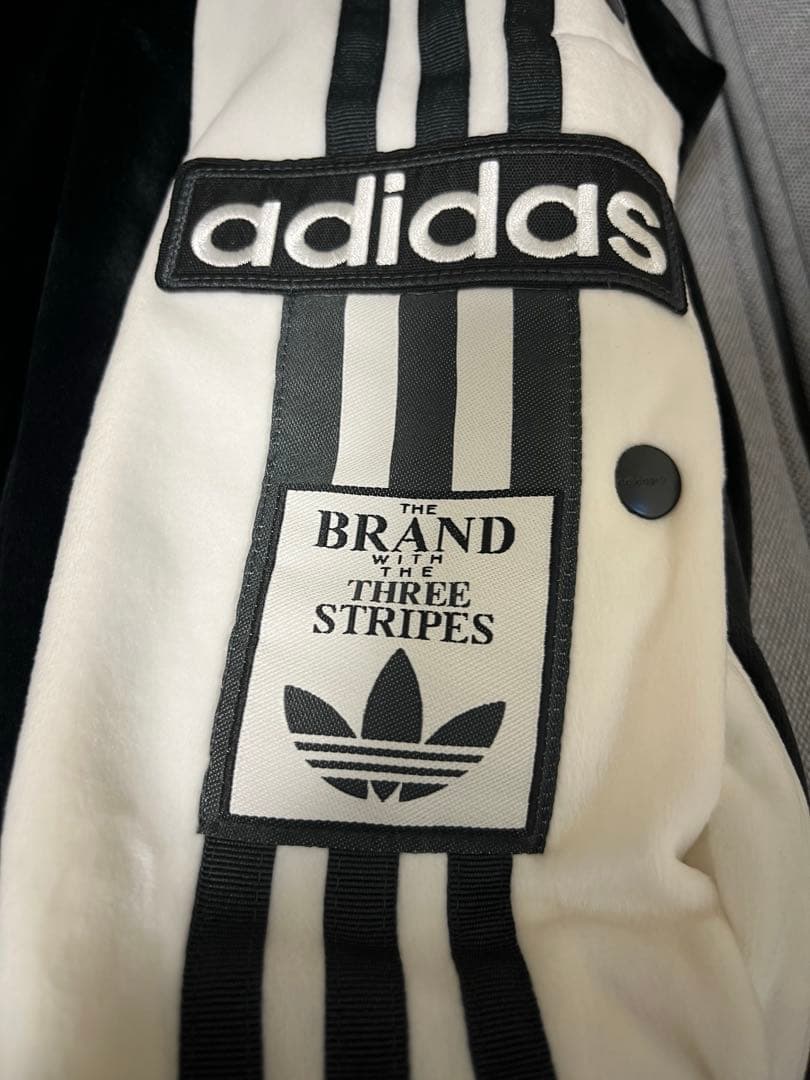 adidas
THE
BRAND
WITH
THE
THREE
STRIPES